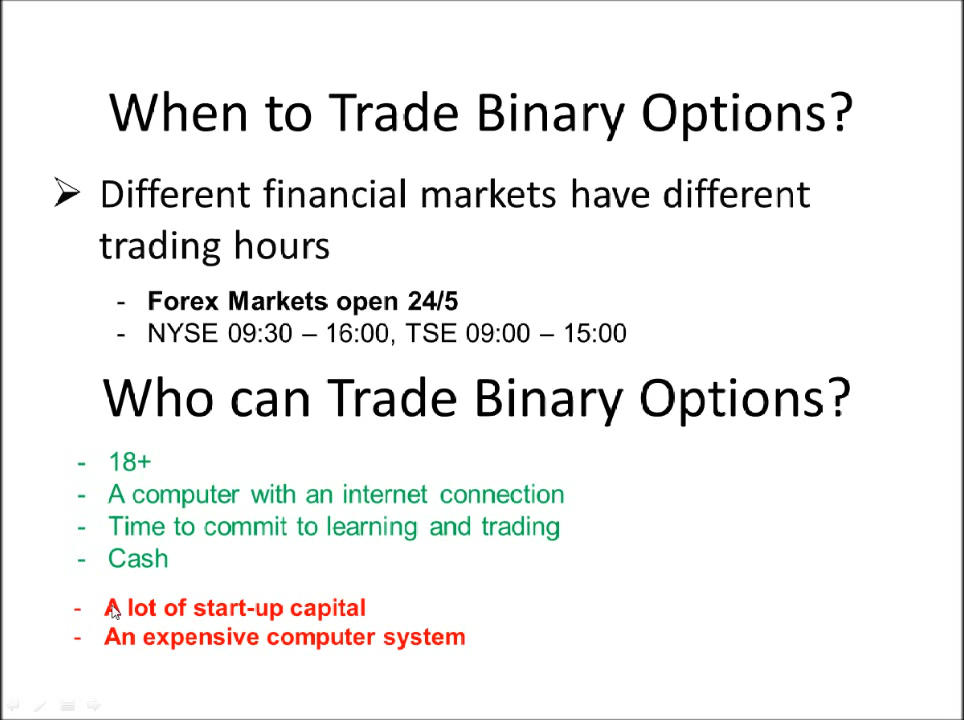 When to Trade Binary Options?
➢ Different financial markets have different
trading hours
- Forex Markets open 24/5
- NYSE 09:30 – 16:00, TSE 09:00 – 15:00
Who can Trade Binary Options?
- 18+
- A computer with an internet connection
- Time to commit to learning and trading
- Cash
- A lot of start-up capital
- An expensive computer system